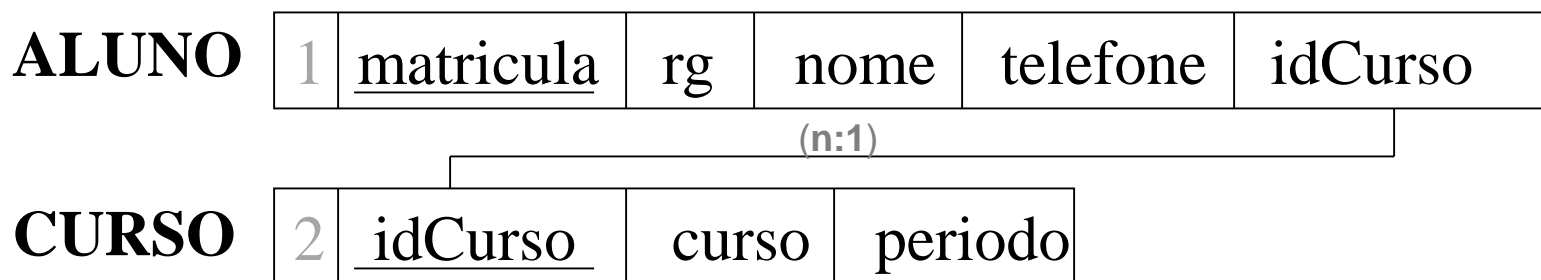 ALUNO 1 matricula rg nome telefone idCurso
(n:1)
CURSO 2 idCurso curso periodo